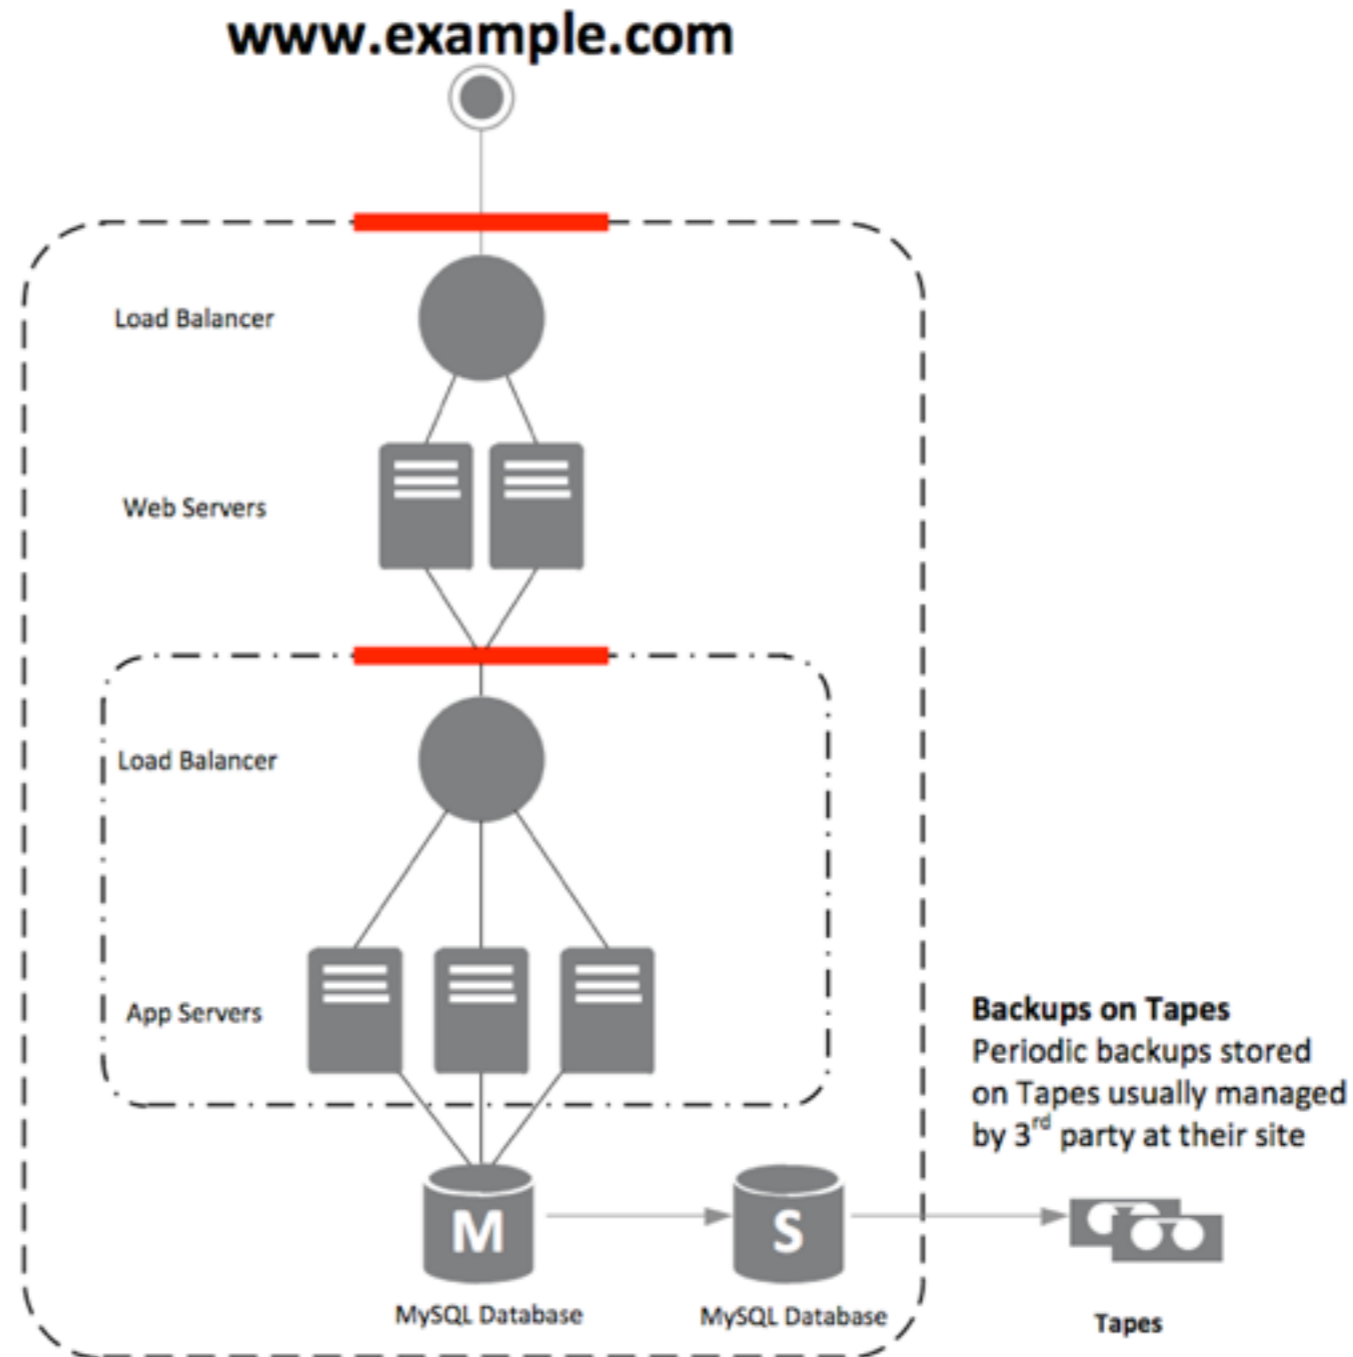 www.example.com
Load Balancer
Web Servers
Load Balancer
App Servers
Backups on Tapes
Periodic backups stored
on Tapes usually managed
by 3rd party at their site
M
S
MySQL Database
MySQL Database
Tapes